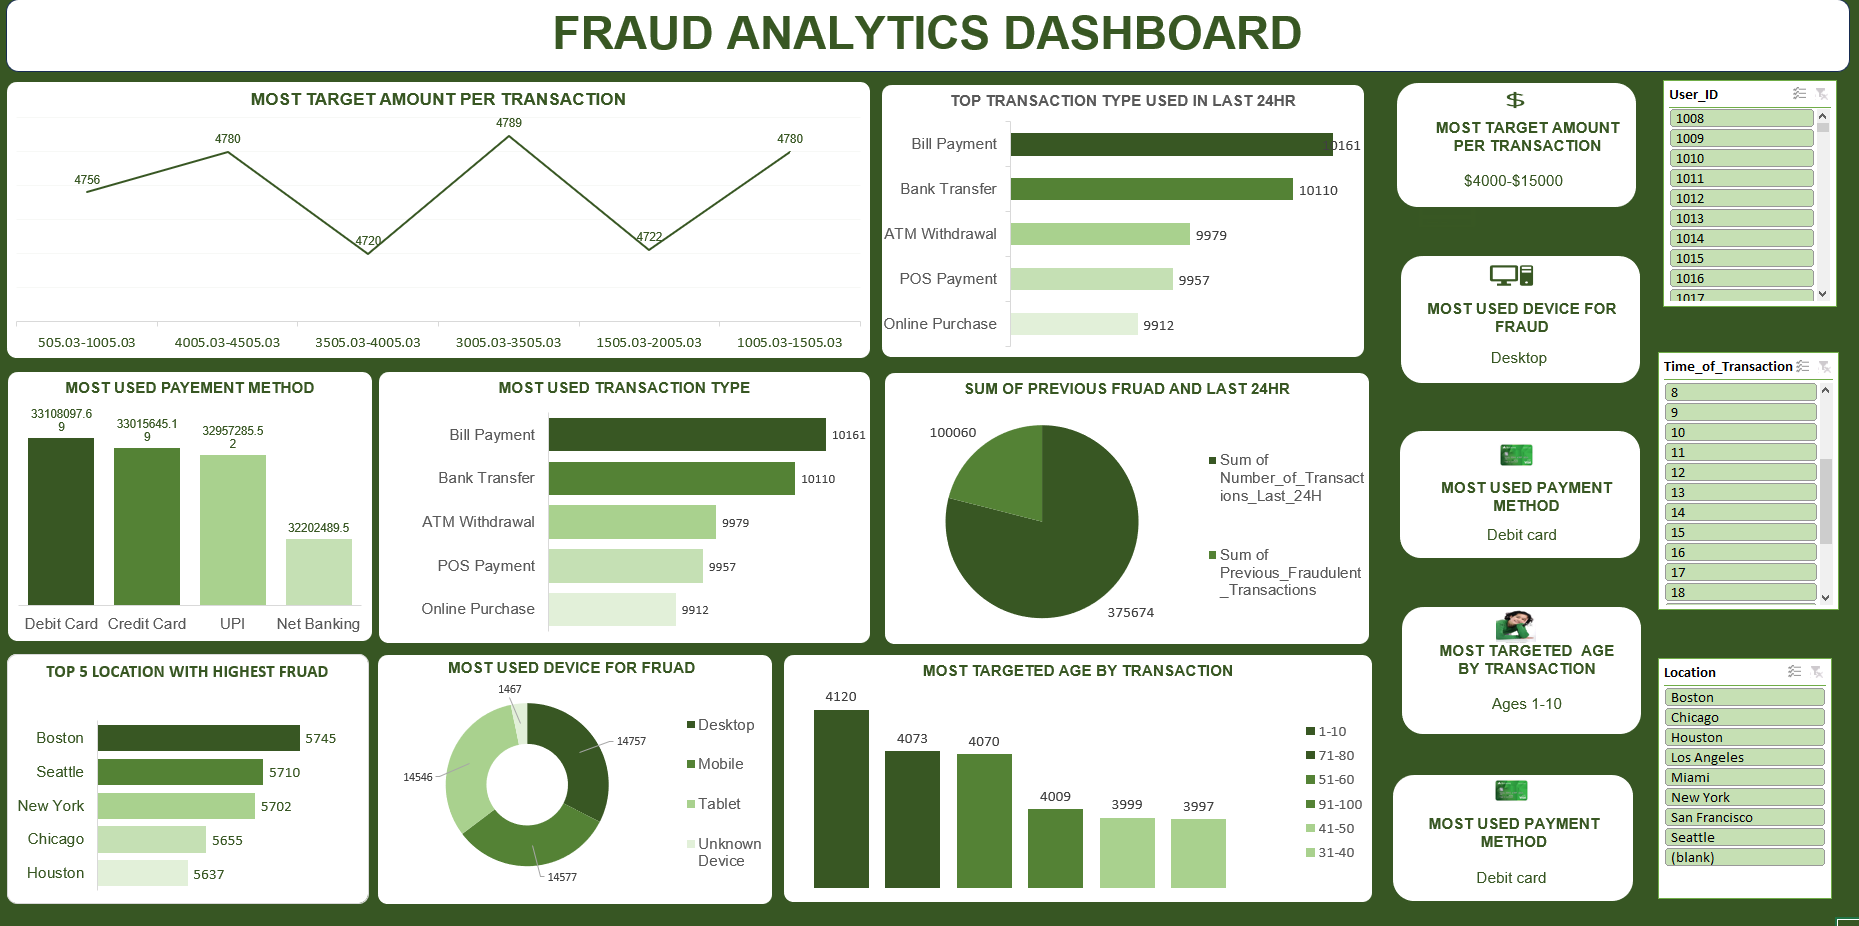 FRAUD ANALYTICS DASHBOARD
MOST TARGET AMOUNT PER TRANSACTION
4756
4780
4720
4789
4722
4780
505.03-1005.03
4005.03-4505.03
3505.03-4005.03
3005.03-3505.03
1505.03-2005.03
1005.03-1505.03
TOP TRANSACTION TYPE USED IN LAST 24HR
Bill Payment
10161
Bank Transfer
10110
ATM Withdrawal
9979
POS Payment
9957
Online Purchase
9912
$
MOST TARGET AMOUNT
PER TRANSACTION
$4000-$15000
User_ID
1008
1009
1010
1011
1012
1013
1014
1015
1016
1017
MOST USED DEVICE FOR
FRAUD
Desktop
MOST USED PAYEMENT METHOD
33108097.6
9
33015645.1
9
32957285.5
2
32202489.5
Debit Card
Credit Card
UPI
Net Banking
MOST USED TRANSACTION TYPE
Bill Payment
10161
Bank Transfer
10110
ATM Withdrawal
9979
POS Payment
9957
Online Purchase
9912
SUM OF PREVIOUS FRUAD AND LAST 24HR
100060
375674
Sum of
Number_of_Transact
ions_Last_24H
Sum of
Previous_Fraudulent
_Transactions
MOST USED PAYMENT
METHOD
Debit card
Time_of_Transaction
8
9
10
11
12
13
14
15
16
17
18
TOP 5 LOCATION WITH HIGHEST FRUAD
Boston
5745
Seattle
5710
New York
5702
Chicago
5655
Houston
5637
MOST USED DEVICE FOR FRUAD
1467
14757
14546
14577
Desktop
Mobile
Tablet
Unknown
Device
MOST TARGETED AGE BY TRANSACTION
4120
4073
4070
4009
3999
3997
1-10
71-80
51-60
91-100
41-50
31-40
MOST TARGETED  AGE
BY TRANSACTION
Ages 1-10
MOST USED PAYMENT
METHOD
Debit card
Location
Boston
Chicago
Houston
Los Angeles
Miami
New York
San Francisco
Seattle
(blank)